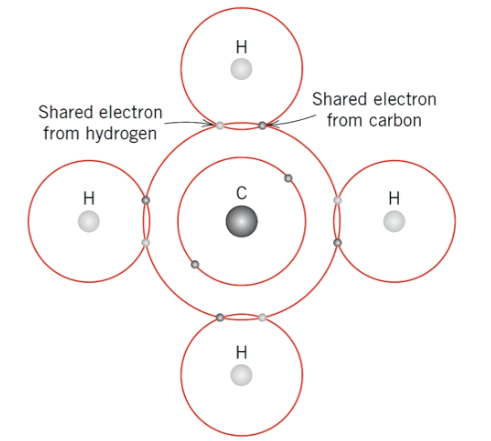 H
Shared electron
from hydrogen
Shared electron
from carbon
H
C
H
H